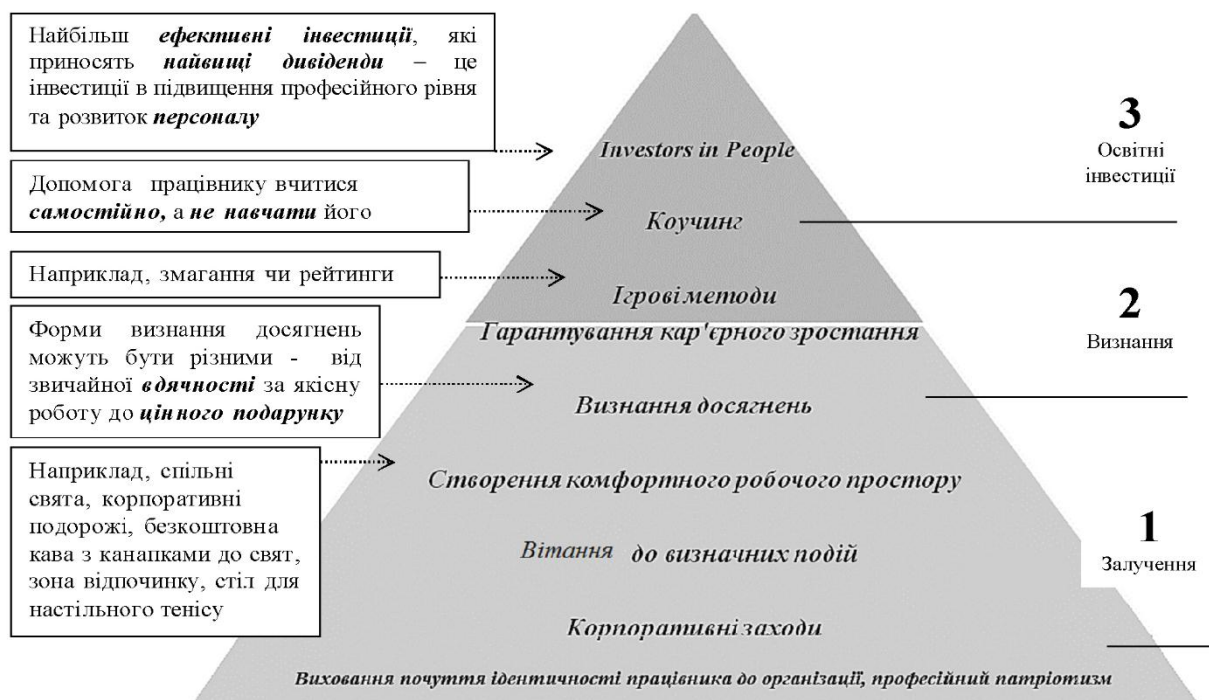 Найбільш ефективні інвестиції, які
приносять найвищі дивіденди – це
інвестиції в підвищення професійного рівня
та розвиток персоналу
Допомога працівнику вчитися
самостійно, а не навчати його
Наприклад, змагання чи рейтинги
Форми визнання досягнень
можуть бути різними - від
звичайної вдячності за якісну
роботу до цінного подарунку
Наприклад, спільні
свята, корпоративні
подорожі, безкоштовна
кава з канапками до свят,
зона відпочинку, стіл для
настільного тенісу
Investors in People
Коучинг
Ігрові методи
Гарантування кар'єрного зростання
Визнання досягнень
Створення комфортного робочого простору
Вітання до визначних подій
Корпоративні заходи
Виховання почуття ідентичності працівника до організації, професійний патріотизм
3
Освітні
інвестиції
2
Визнання
1
Залучення